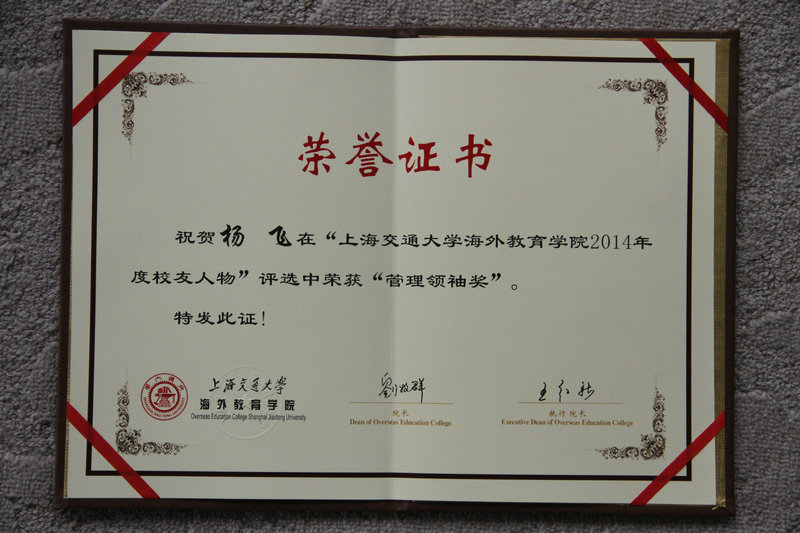 荣誉证书
祝贺杨 飞在“上海交通大学海外教育学院2014年
度校友人物”评选中荣获“管理领袖奖”。
特发此证!
上海交通大学
海外教育学院
Overseas Education College Shanghai Jiaotong University
院长
Dean of Overseas Education College
执行院长
Executive Dean of Overseas Education College